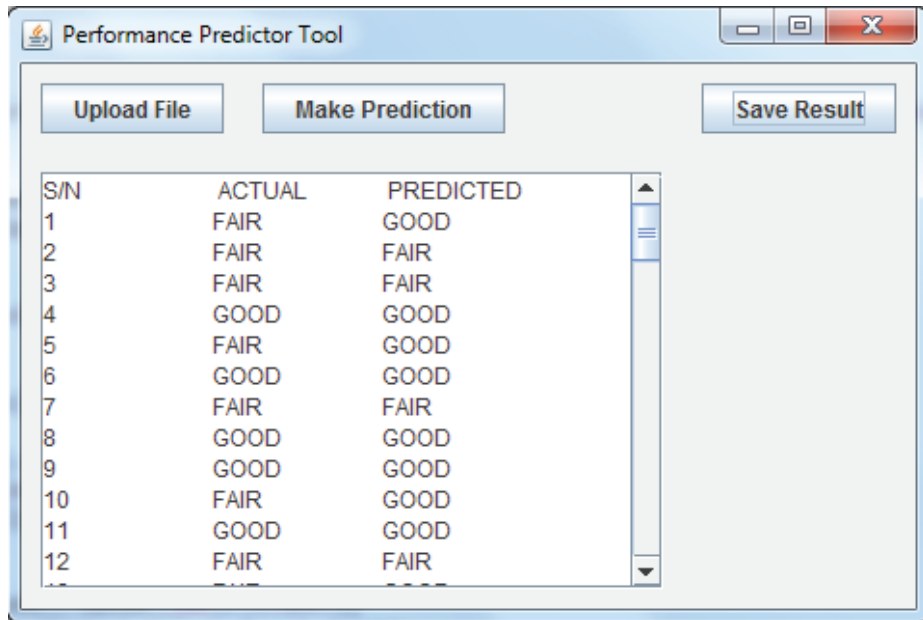 Performance Predictor Tool
Upload File Make Prediction Save Result
S/N ACTUAL PREDICTED
1 FAIR GOOD
2 FAIR FAIR
3 FAIR FAIR
4 GOOD GOOD
5 FAIR GOOD
6 GOOD GOOD
7 FAIR FAIR
8 GOOD GOOD
9 GOOD GOOD
10 FAIR GOOD
11 GOOD GOOD
12 FAIR FAIR